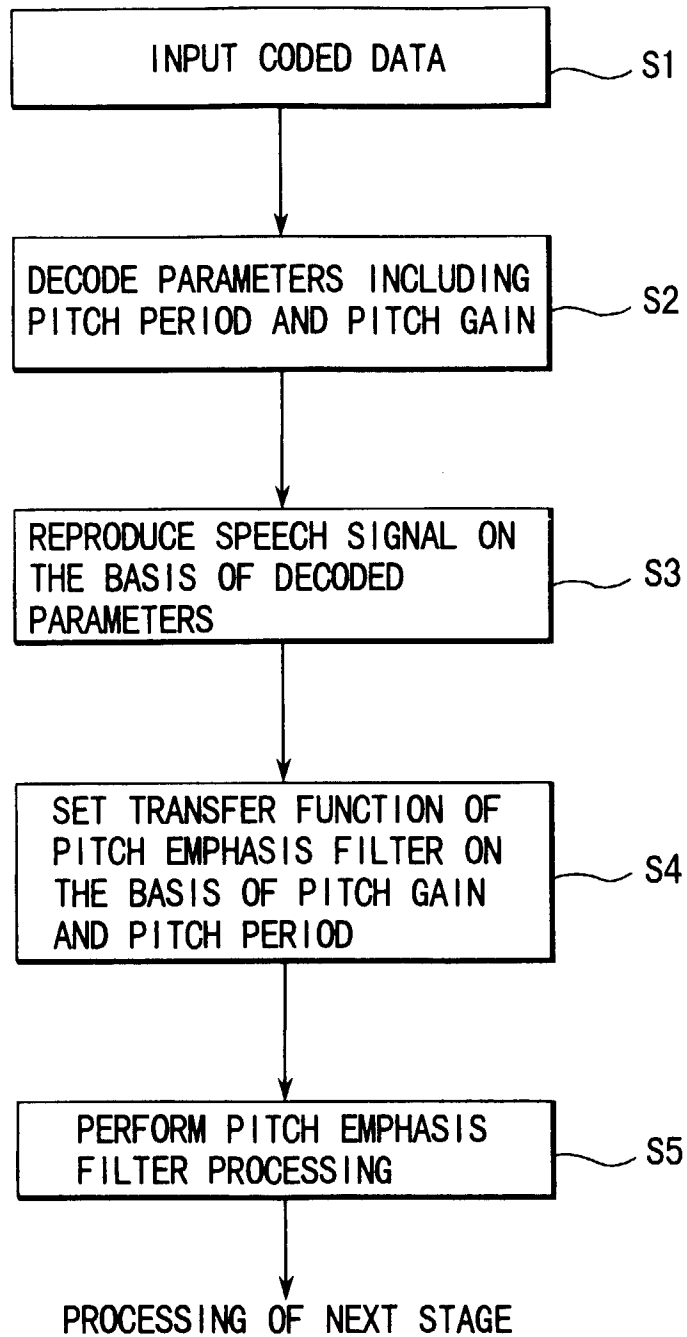 INPUT CODED DATA
S1
DECODE PARAMETERS INCLUDING
PITCH PERIOD AND PITCH GAIN
S2
REPRODUCE SPEECH SIGNAL ON
THE BASIS OF DECODED
PARAMETERS
S3
SET TRANSFER FUNCTION OF
PITCH EMPHASIS FILTER ON
THE BASIS OF PITCH GAIN
AND PITCH PERIOD
S4
PERFORM PITCH EMPHASIS
FILTER PROCESSING
S5
PROCESSING OF NEXT STAGE